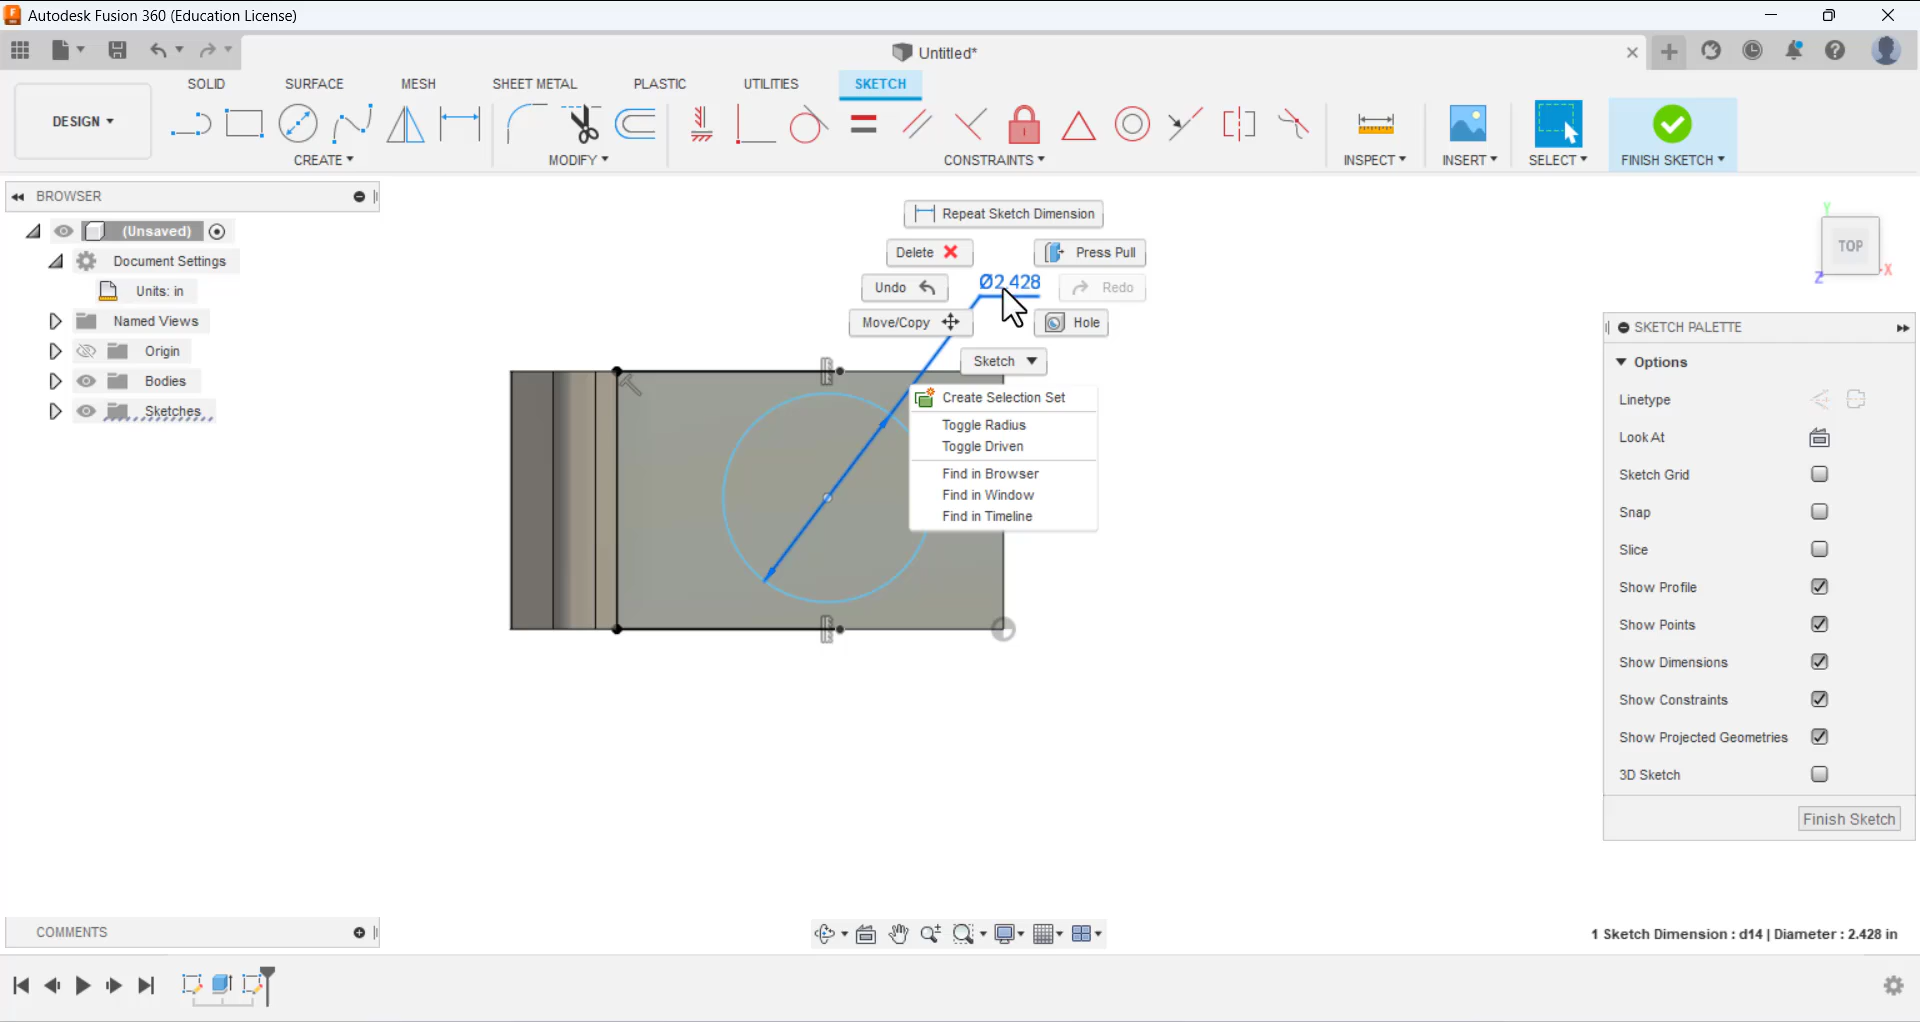 Autodesk Fusion 360 (Education License)
Untitled*
SOLID
SURFACE
MESH
SHEET METAL
PLASTIC
UTILITIES
SKETCH
DESIGN
CREATE
MODIFY
CONSTRAINTS
INSPECT
INSERT
SELECT
FINISH SKETCH
BROWSER
(Unsaved)
Document Settings
Units: in
Named Views
Origin
Bodies
Sketches
Repeat Sketch Dimension
Delete
Press Pull
Undo
Ø2.428
Redo
Move/Copy
Hole
Sketch
Create Selection Set
Toggle Radius
Toggle Driven
Find in Browser
Find in Window
Find in Timeline
Y
TOP
X
Z
SKETCH PALETTE
Options
Linetype
Look At
Sketch Grid
Snap
Slice
Show Profile
Show Points
Show Dimensions
Show Constraints
Show Projected Geometries
3D Sketch
Finish Sketch
COMMENTS
1 Sketch Dimension : d14 | Diameter : 2.428 in